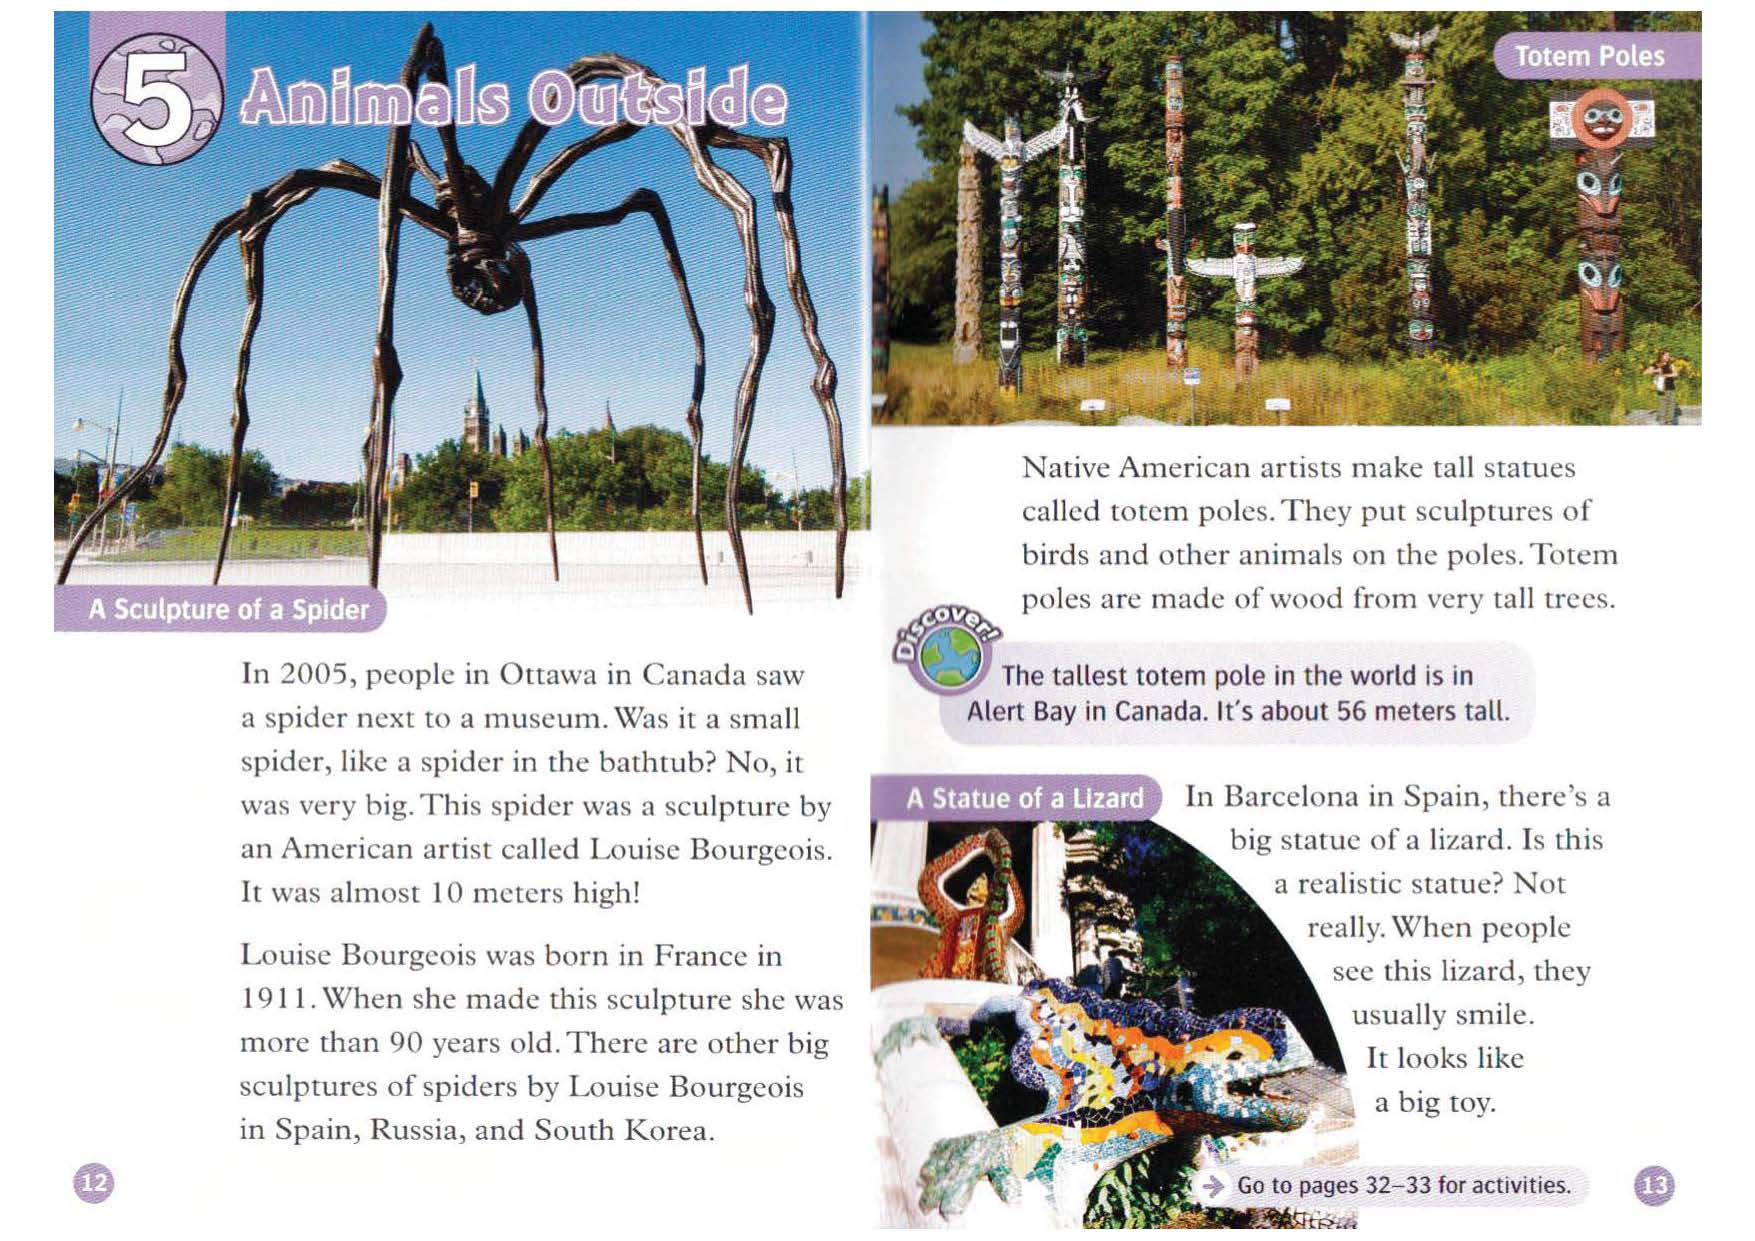 5
Animals Outside
A Sculpture of a Spider
In 2005, people in Ottawa in Canada saw
a spider next to a museum. Was it a small
spider, like a spider in the bathtub? No, it
was very big. This spider was a sculpture by
an American artist called Louise Bourgeois.
It was almost 10 meters high!
Louise Bourgeois was born in France in
1911. When she made this sculpture she was
more than 90 years old. There are other big
sculptures of spiders by Louise Bourgeois
in Spain, Russia, and South Korea.
12
Totem Poles
Native American artists make tall statues
called totem poles. They put sculptures of
birds and other animals on the poles. Totem
poles are made of wood from very tall trees.
Discover!
The tallest totem pole in the world is in
Alert Bay in Canada. It's about 56 meters tall.
A Statue of a Lizard
In Barcelona in Spain, there's a
big statue of a lizard. Is this
a realistic statue? Not
really. When people
see this lizard, they
usually smile.
It looks like
a big toy.
Go to pages 32–33 for activities.
13